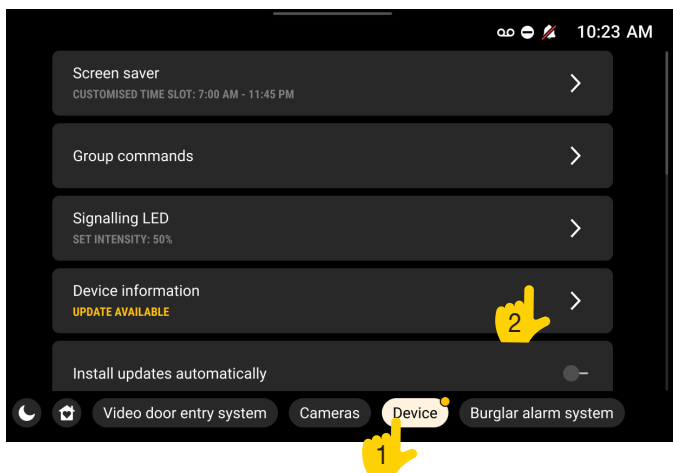 10:23 AM
Screen saver
CUSTOMISED TIME SLOT: 7:00 AM - 11:45 PM
Group commands
Signalling LED
SET INTENSITY: 50%
Device information
UPDATE AVAILABLE
2
Install updates automatically
Video door entry system Cameras Device Burglar alarm system
1